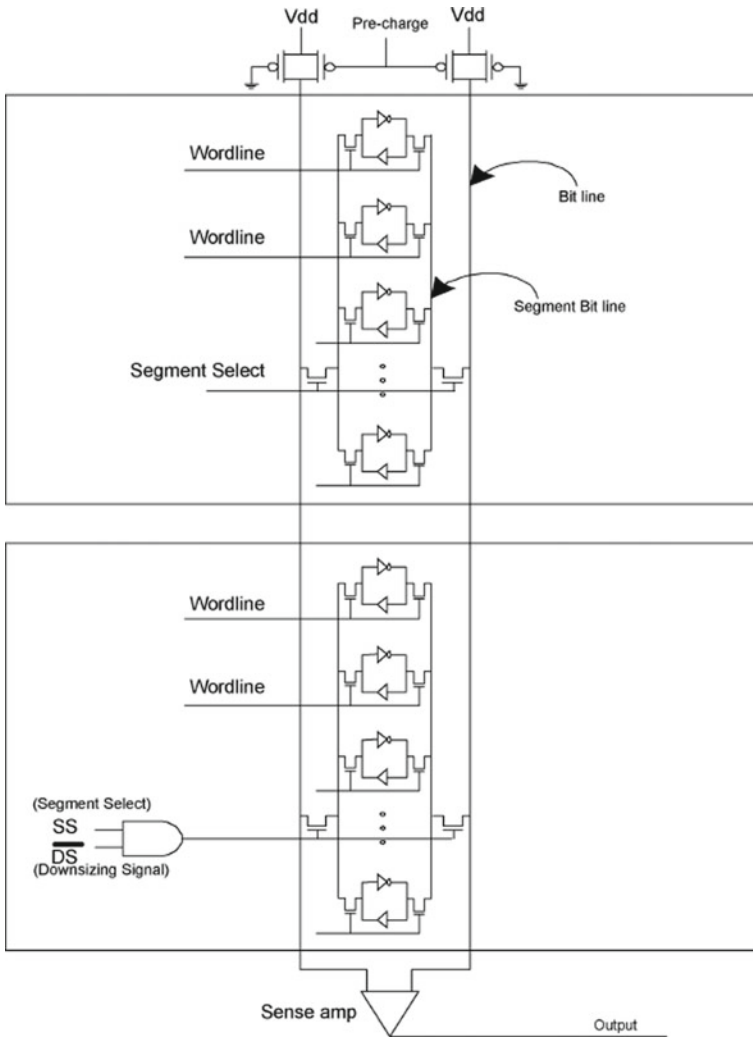 Vdd
Pre-charge
Vdd
Wordline
Bit line
Wordline
Segment Bit line
Segment Select
Wordline
Wordline
(Segment Select)
SS
DS
(Downsizing Signal)
Sense amp
Output